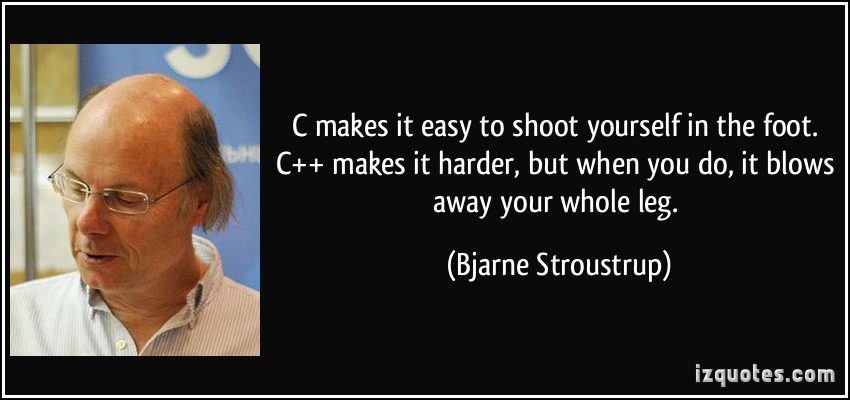 C makes it easy to shoot yourself in the foot.
C++ makes it harder, but when you do, it blows
away your whole leg.
(Bjarne Stroustrup)
izquotes.com